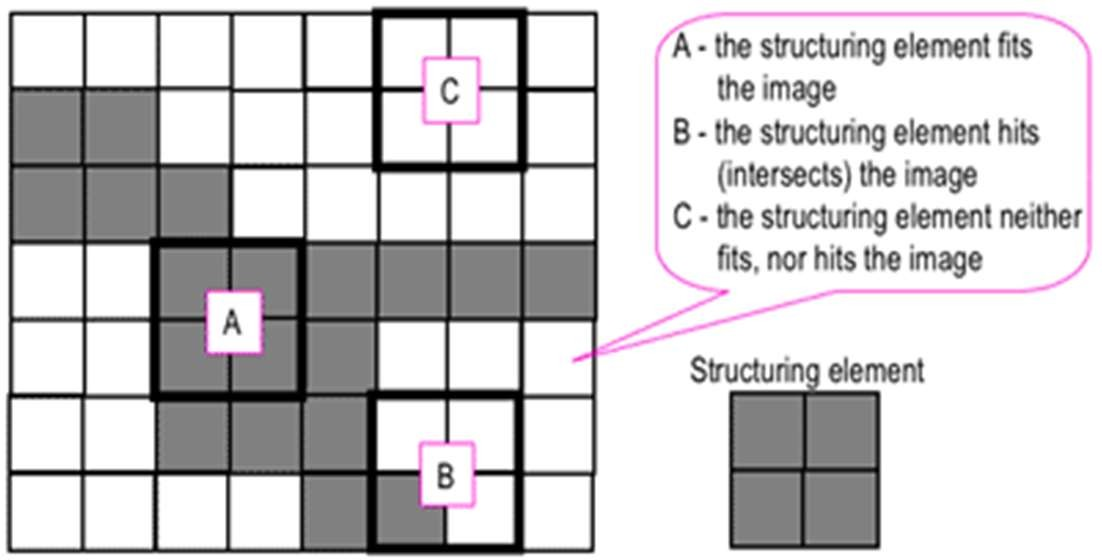 C
A
B
A - the structuring element fits
the image
B - the structuring element hits
(intersects) the image
C - the structuring element neither
fits, nor hits the image
Structuring element